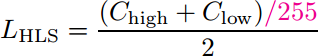 L_HLS = (C_high + C_low)/255 / 2